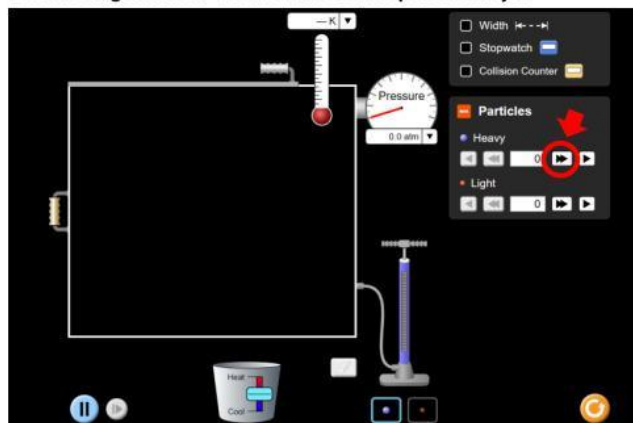 — K
Width
Stopwatch
Collision Counter
Pressure
0.0 atm
Particles
Heavy
0
Light
0
Heat
Cool